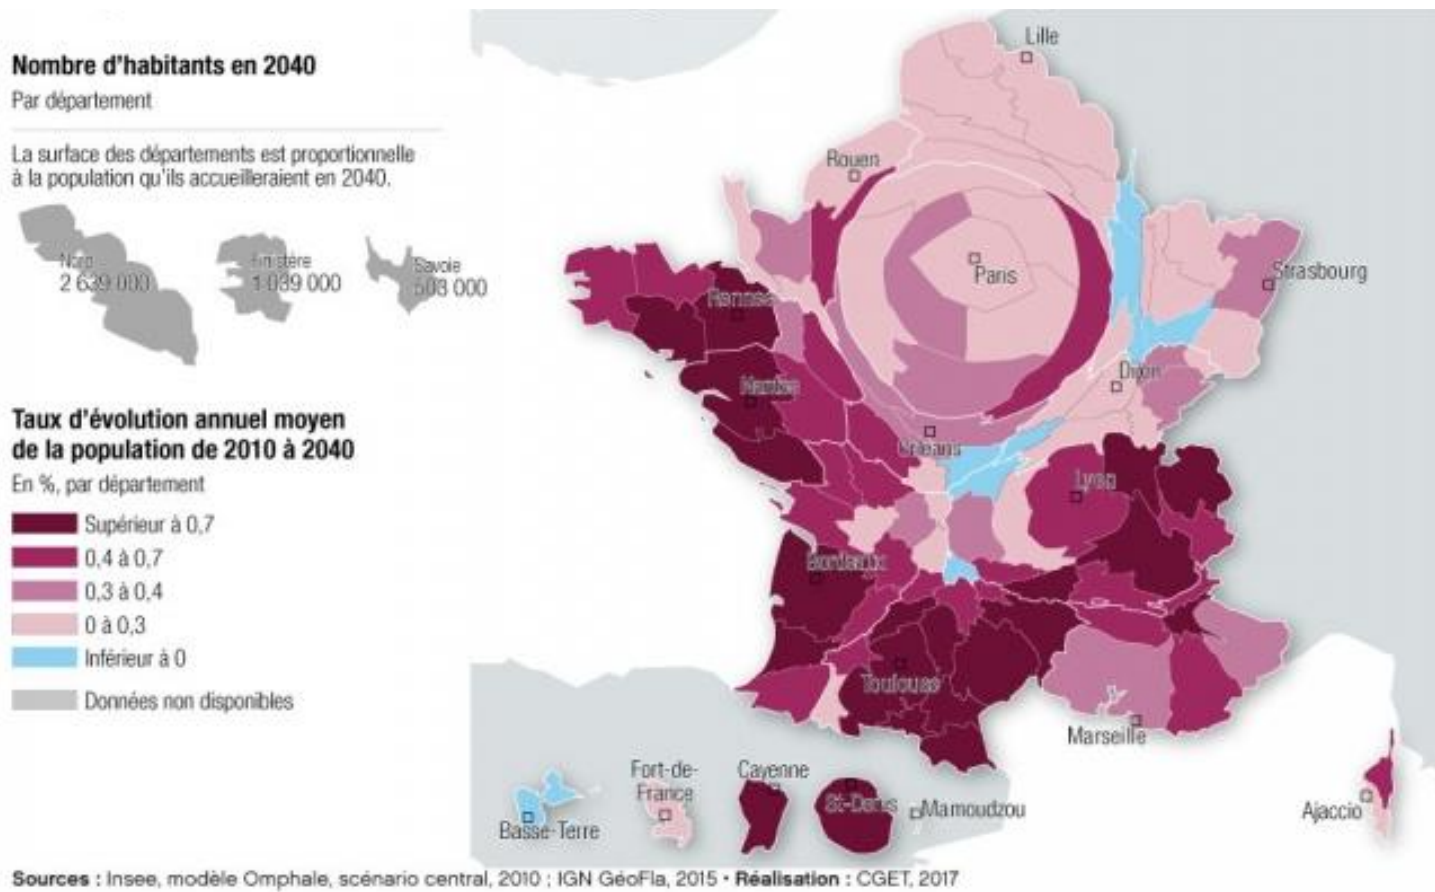 Nombre d'habitants en 2040
Par département
La surface des départements est proportionnelle
à la population qu'ils accueilleraient en 2040.
Nord
2 639 000
Finistère
1 039 000
Savoie
503 000
Taux d'évolution annuel moyen
de la population de 2010 à 2040
En %, par département
Supérieur à 0,7
0,4 à 0,7
0,3 à 0,4
0 à 0,3
Inférieur à 0
Données non disponibles
Lille
Rouen
Paris
Strasbourg
Rennes
Nantes
Dijon
Orléans
Lyon
Bordeaux
Toulouse
Marseille
Ajaccio
Basse-Terre
Fort-de-
France
Cayenne
St-Denis
Mamoudzou
Sources : Insee, modèle Omphale, scénario central, 2010 ; IGN GéoFla, 2015 • Réalisation : CGET, 2017